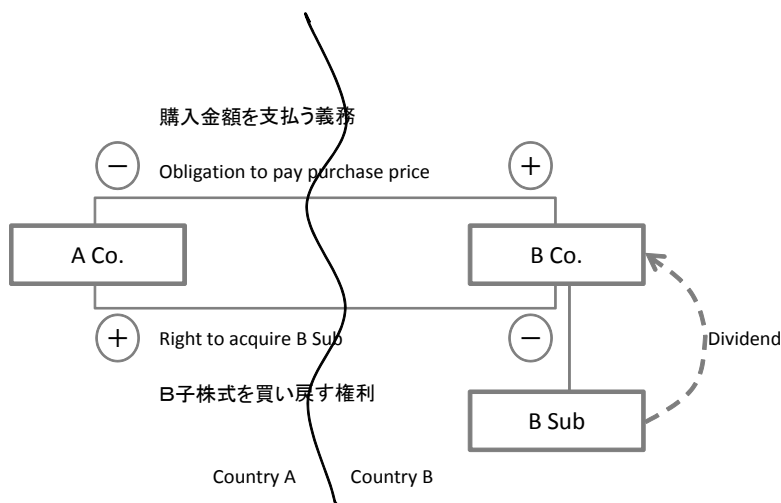 購入金額を支払う義務
− Obligation to pay purchase price +
A Co.
B Co.
+ Right to acquire B Sub −
Dividend
B子株式を買い戻す権利
B Sub
Country A
Country B